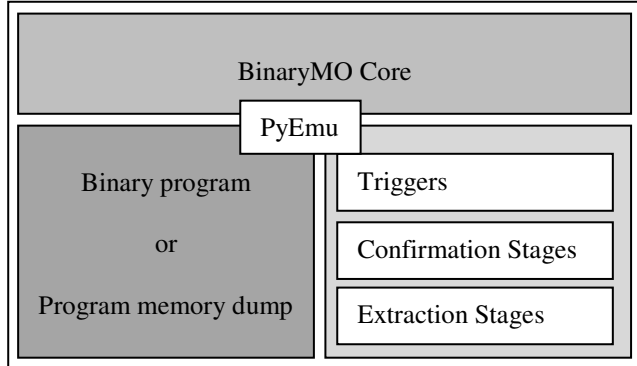 BinaryMO Core
PyEmu
Binary program
or
Program memory dump
Triggers
Confirmation Stages
Extraction Stages